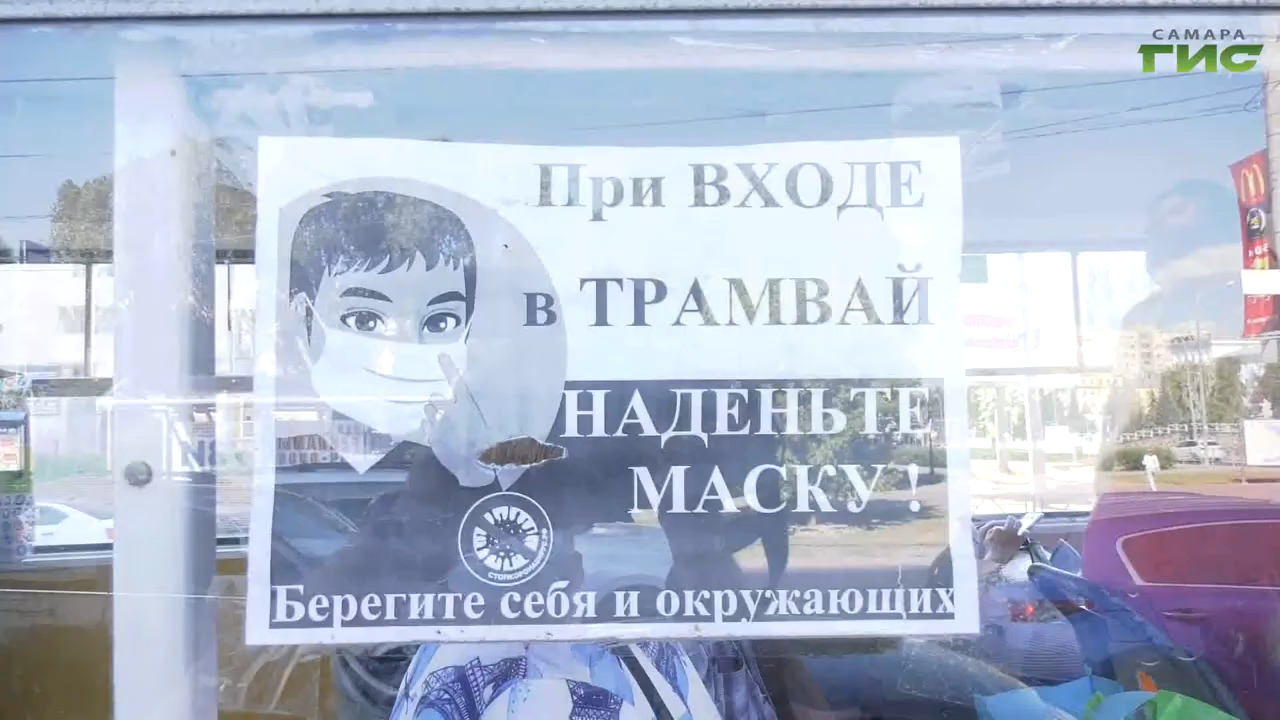 САМАРА
ГИС
При ВХОДЕ
в ТРАМВАЙ
НАДЕНЬТЕ
МАСКУ!
Берегите себя и окружающих